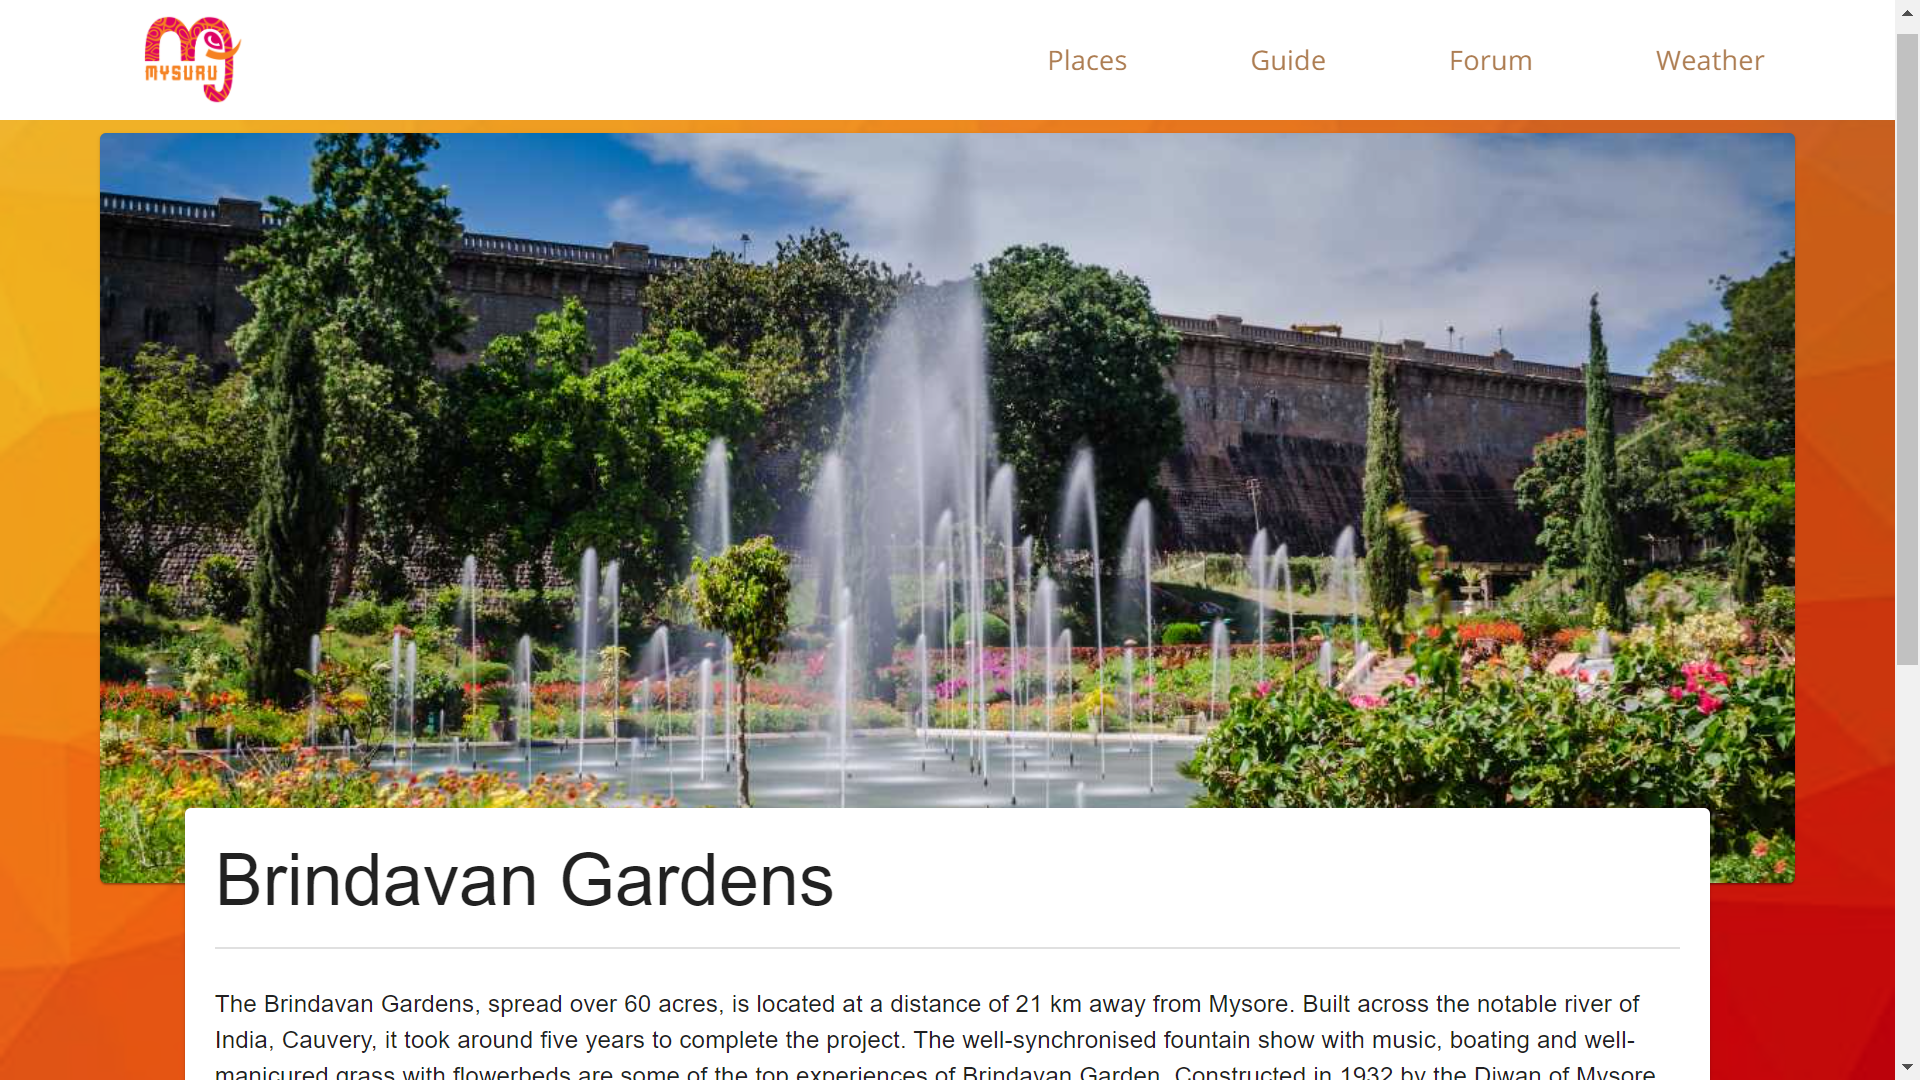 MYSURU
Places
Guide
Forum
Weather
Brindavan Gardens
The Brindavan Gardens, spread over 60 acres, is located at a distance of 21 km away from Mysore. Built across the notable river of
India, Cauvery, it took around five years to complete the project. The well-synchronised fountain show with music, boating and well-
manicured grass with flowerbeds are some of the top experiences of Brindavan Garden. Constructed in 1932 by the Diwan of Mysore